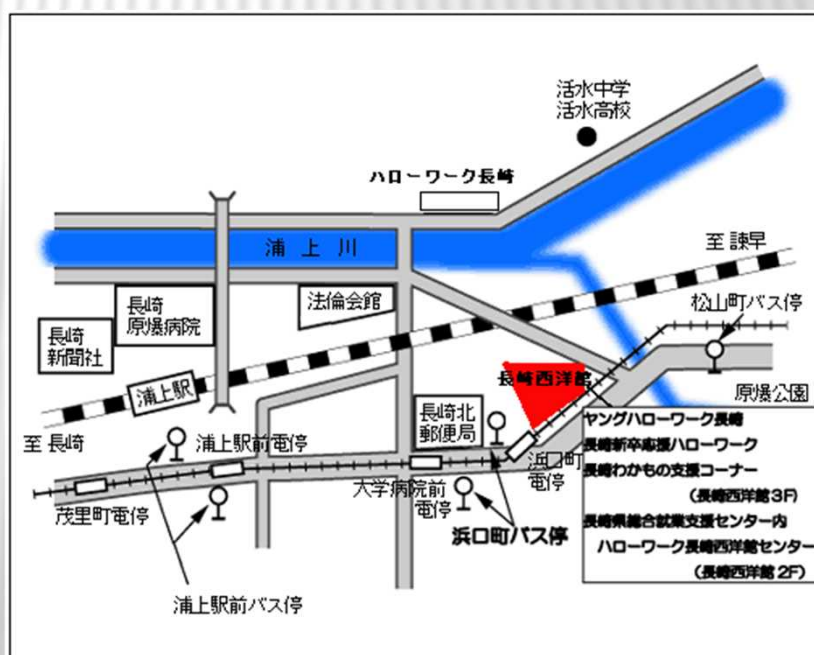 活水中学
活水高校
ハローワーク長崎
浦上川
至 諫早
松山町バス停
長崎
原爆病院
法倫会館
長崎
新聞社
長崎西洋館
浦上駅
原爆公園
長崎北
郵便局
至 長崎
浦上駅前電停
浜口町
電停
大学病院前
電停
茂里町電停
浜口町バス停
浦上駅前バス停
ヤングハローワーク長崎
長崎新卒応援ハローワーク
長崎わかもの支援コーナー
(長崎西洋館3F)
長崎県総合就業支援センター内
ハローワーク長崎西洋館センター
(長崎西洋館2F)